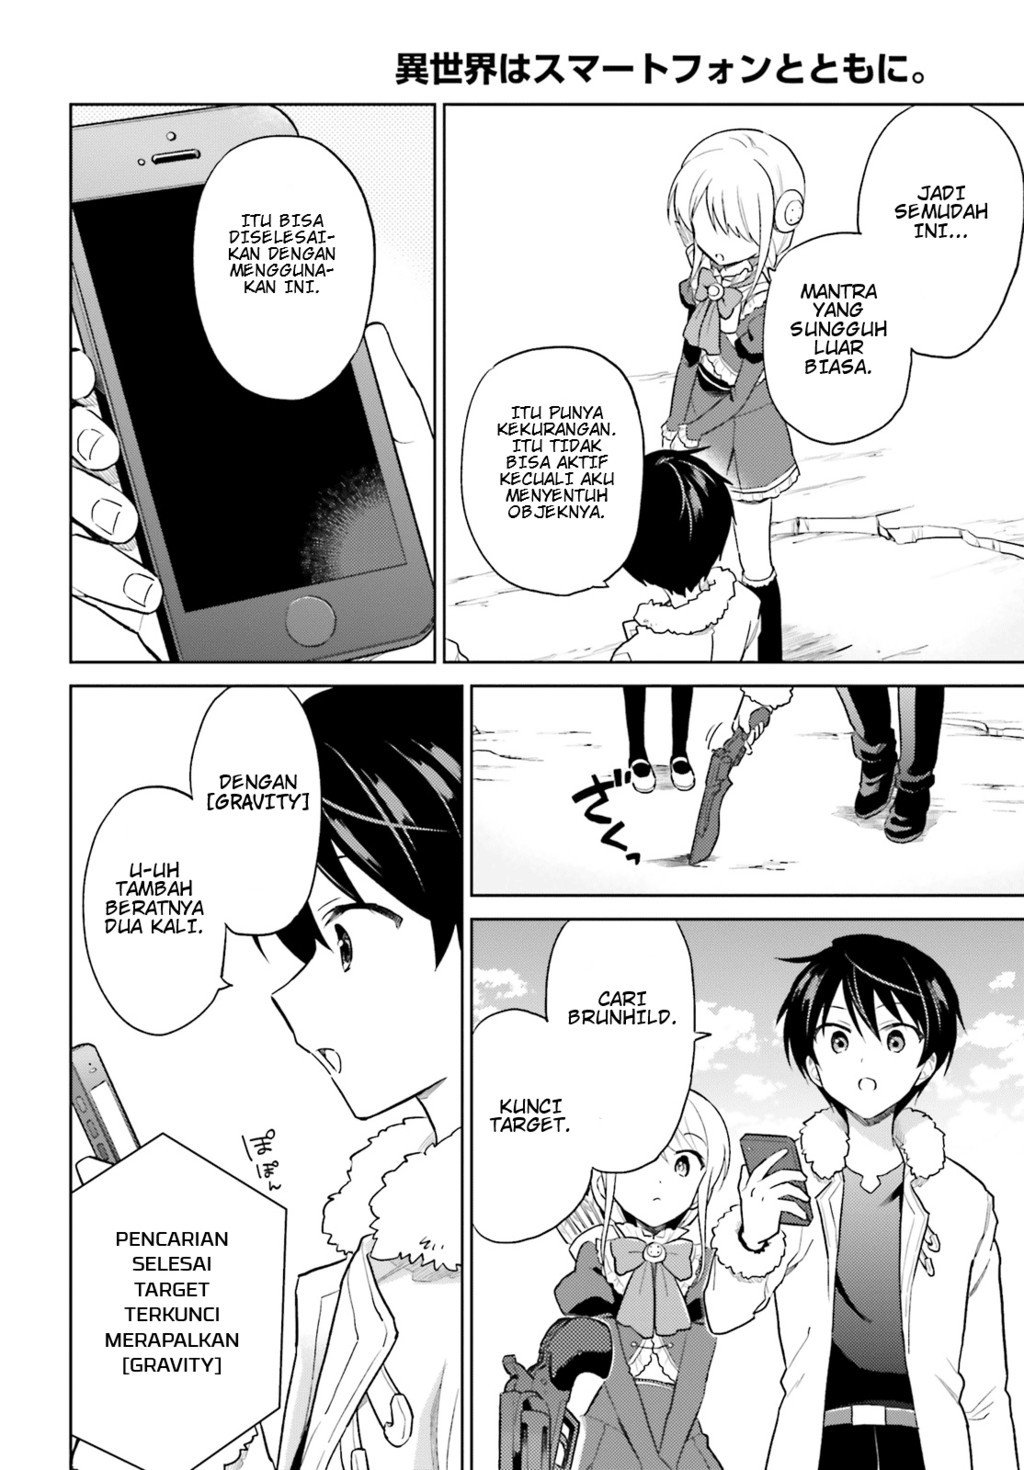 異世界はスマートフォンとともに。
JADI
SEMUDAH
INI...
MANTRA
YANG
SUNGGUH
LUAR
BIASA.
ITU PUNYA
KEKURANGAN.
ITU TIDAK
BISA AKTIF
KECUALI AKU
MENYENTUH
OBJEKNYA.
ITU BISA
DISELESAI-
KAN DENGAN
MENGGUNA-
KAN INI.
ざくっ
DENGAN
[GRAVITY]
U-UH
TAMBAH
BERATNYA
DUA KALI.
CARI
BRUNHILD.
KUNCI
TARGET.
ぽぽん
PENCARIAN
SELESAI
TARGET
TERKUNCI
MERAPALKAN
[GRAVITY]